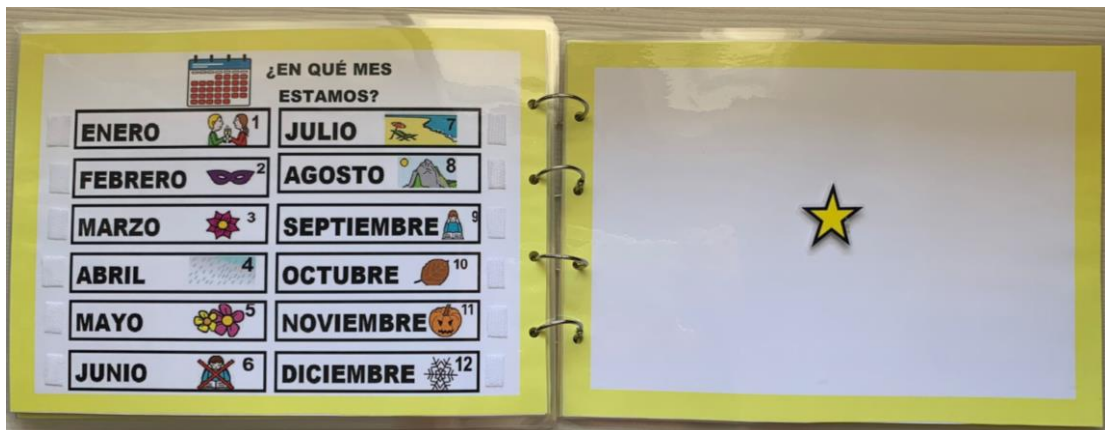 ¿EN QUÉ MES
ESTAMOS?
ENERO 1
FEBRERO 2
MARZO 3
ABRIL 4
MAYO 5
JUNIO 6
JULIO 7
AGOSTO 8
SEPTIEMBRE 9
OCTUBRE 10
NOVIEMBRE 11
DICIEMBRE 12